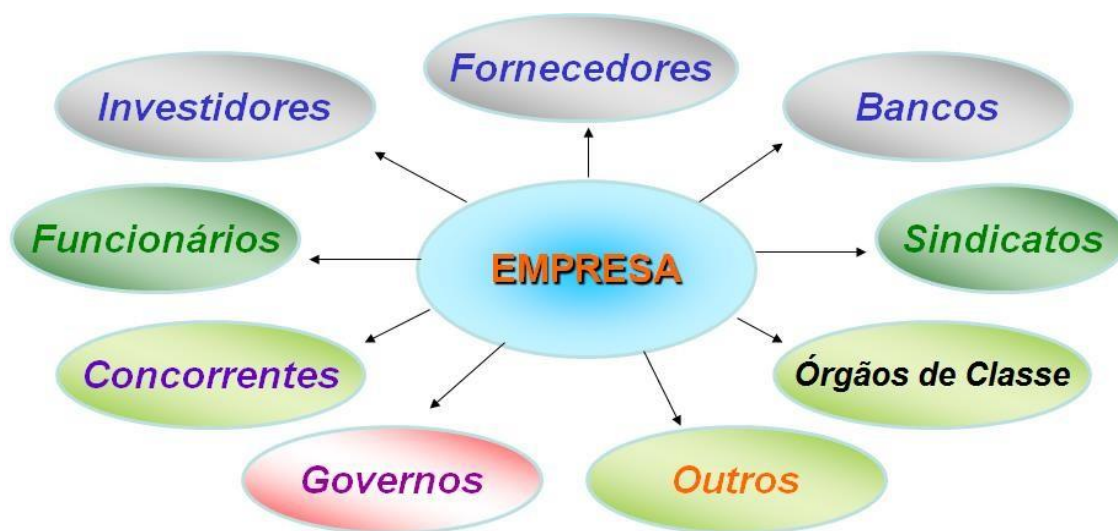 Fornecedores
Investidores
Bancos
Funcionários
EMPRESA
Sindicatos
Concorrentes
Órgãos de Classe
Governos
Outros